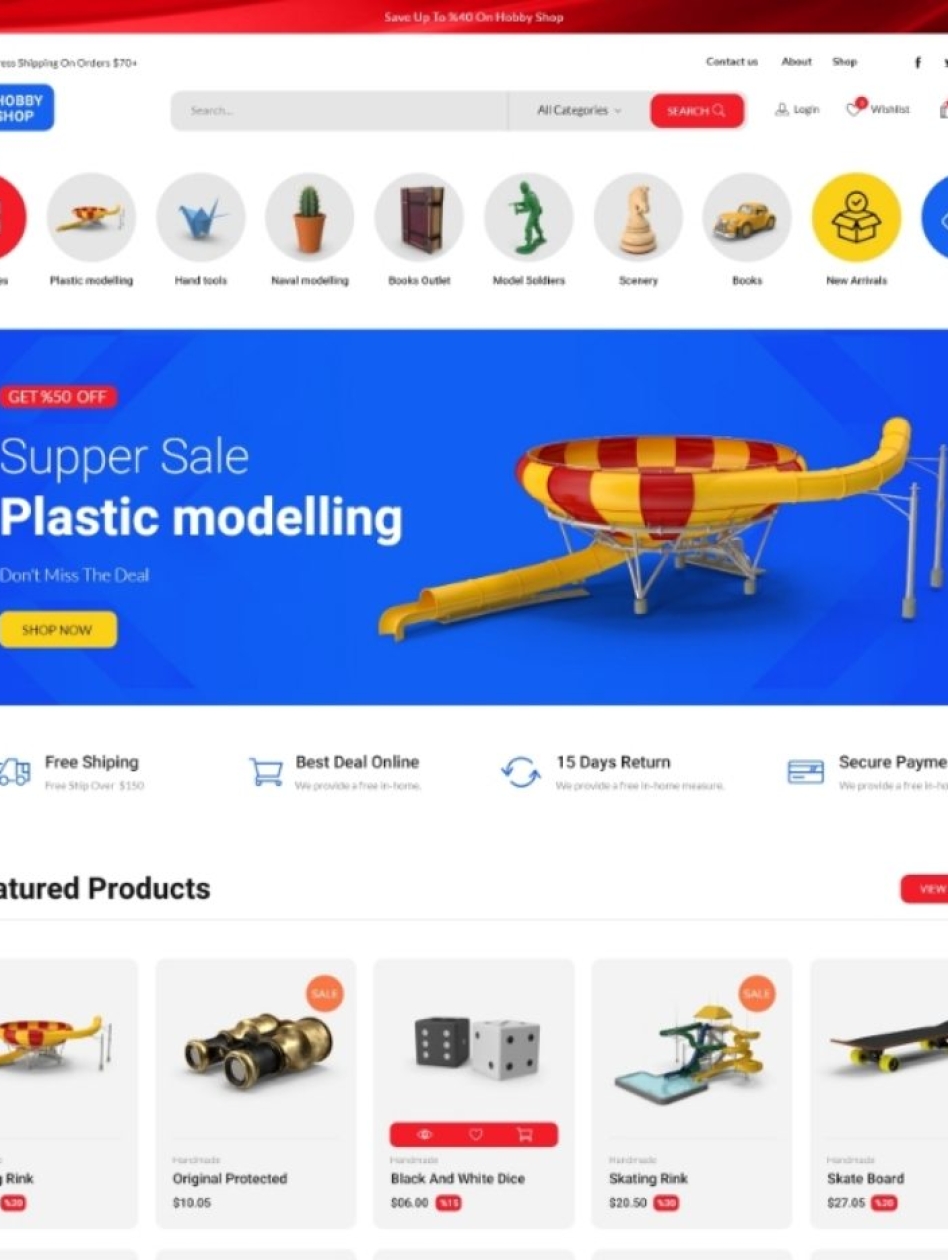 Save Up To %40 On Hobby Shop
Shipping On Orders $70+
Contact us About Shop
HOBBY
SHOP
Search...
All Categories
SEARCH
Login
Wishlist
Plastic modelling
Hand tools
Naval modelling
Books Outlet
Model Soldiers
Scenery
Books
New Arrivals
GET %50 OFF
Supper Sale
Plastic modelling
Don't Miss The Deal
SHOP NOW
Free Shiping
Free Ship Over $150
Best Deal Online
We provide a free in-home.
15 Days Return
We provide a free in-home measure.
Secure Payme
We provide a free in-ho
atured Products
VIEW
Rink
%20
SALE
Handmade
Original Protected
$10.05
Handmade
Black And White Dice
$06.00 %15
SALE
Handmade
Skating Rink
$20.50 %30
Handmade
Skate Board
$27.05 %20